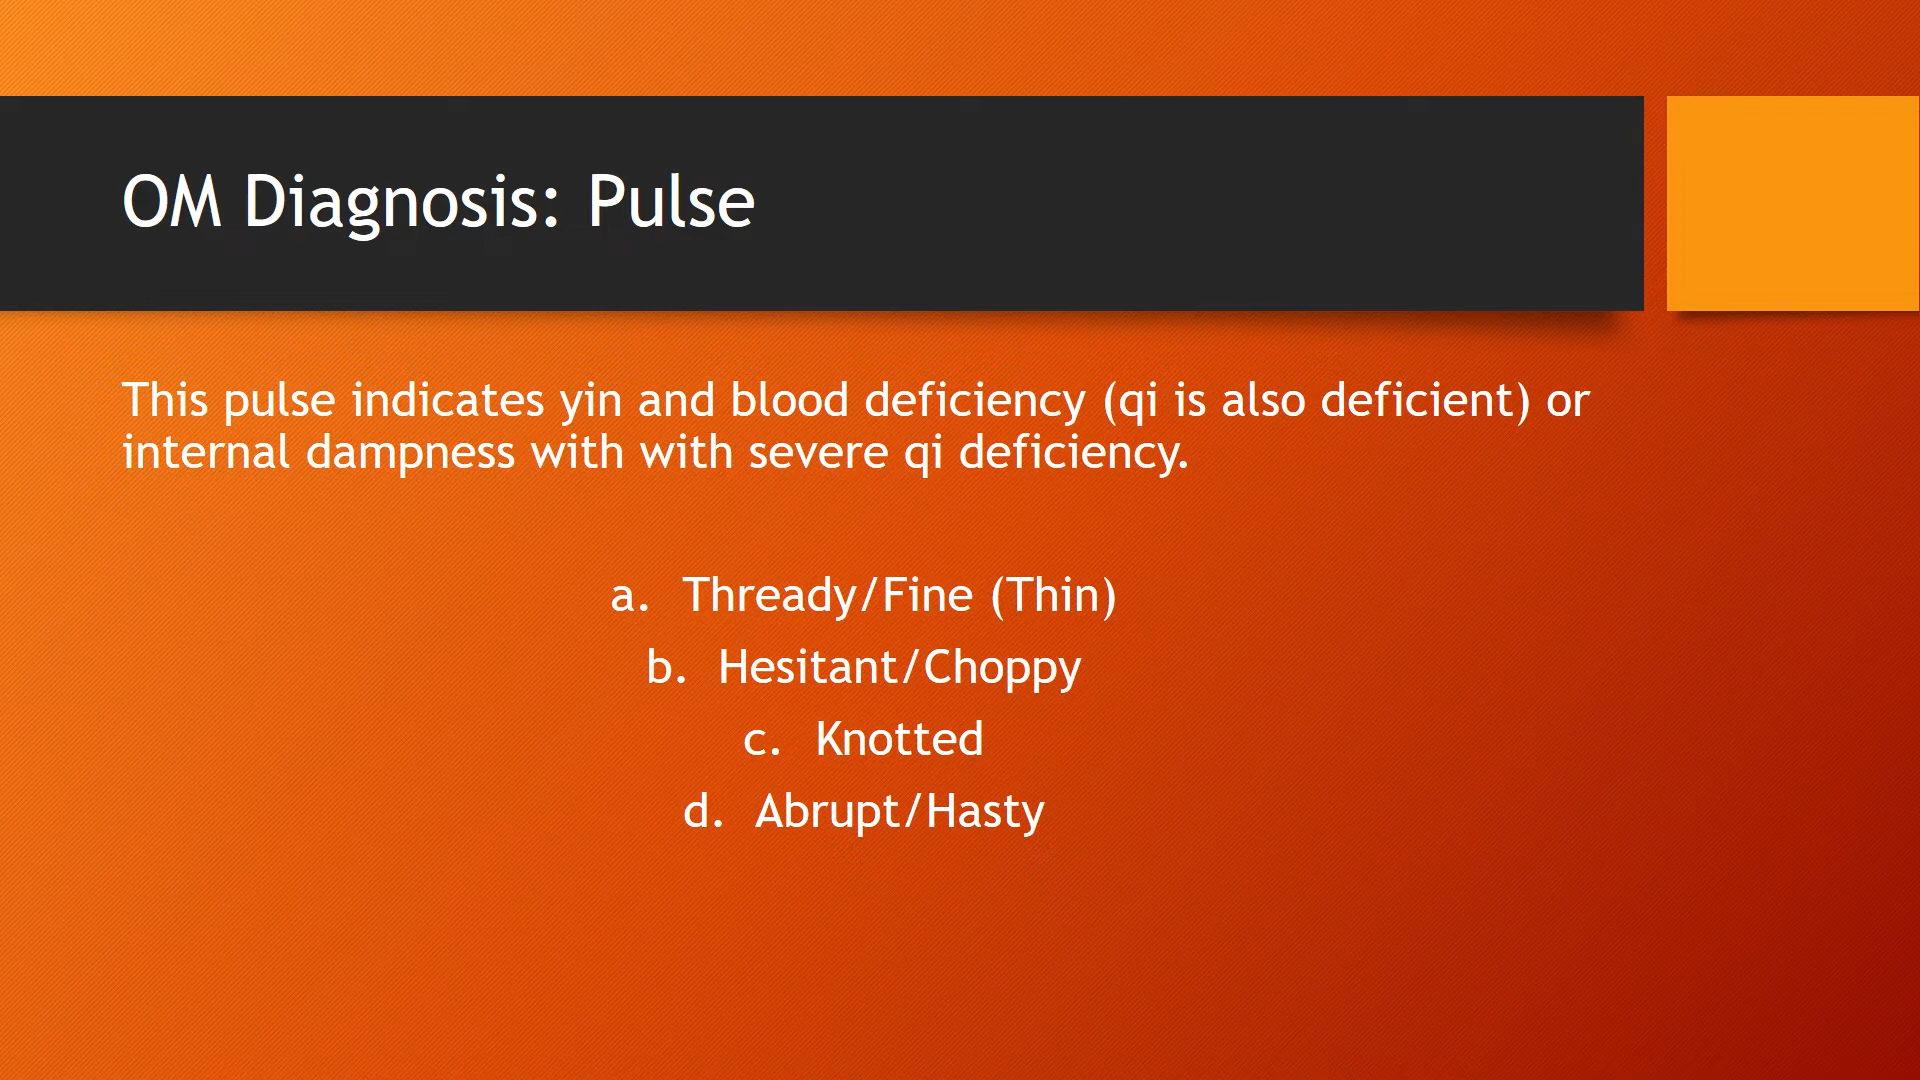 OM Diagnosis: Pulse
This pulse indicates yin and blood deficiency (qi is also deficient) or
internal dampness with with severe qi deficiency.
a. Thready/Fine (Thin)
b. Hesitant/Choppy
c. Knotted
d. Abrupt/Hasty